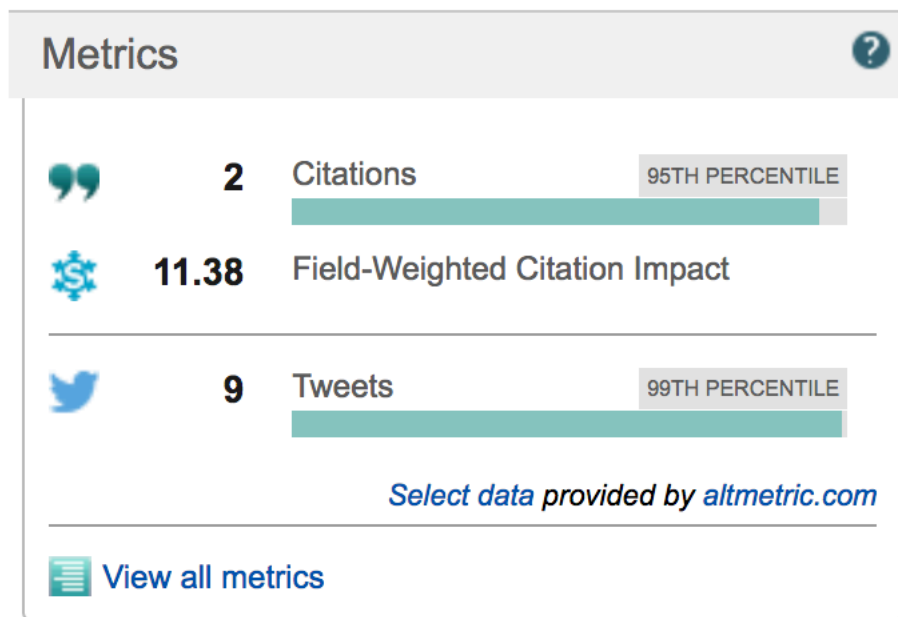 Metrics ?
2 Citations 95TH PERCENTILE
11.38 Field-Weighted Citation Impact
9 Tweets 99TH PERCENTILE
Select data provided by altmetric.com
View all metrics